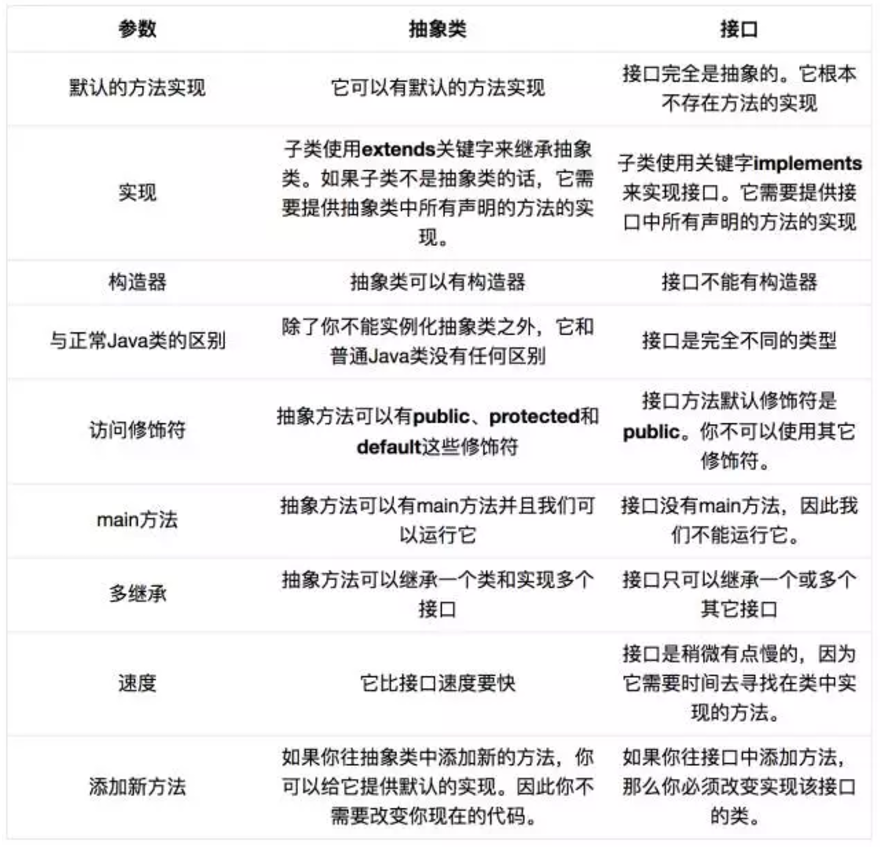 参数
抽象类
接口
默认的方法实现
它可以有默认的方法实现
接口完全是抽象的。它根本
不存在方法的实现
实现
子类使用extends关键字来继承抽象
类。如果子类不是抽象类的话，它需
要提供抽象类中所有声明的方法的实
现。
子类使用关键字implements
来实现接口。它需要提供接
口中所有声明的方法的实现
构造器
抽象类可以有构造器
接口不能有构造器
与正常Java类的区别
除了你不能实例化抽象类之外，它和
普通Java类没有任何区别
接口是完全不同的类型
访问修饰符
抽象方法可以有public、protected和
default这些修饰符
接口方法默认修饰符是
public。你不可以使用其它
修饰符。
main方法
抽象方法可以有main方法并且我们可
以运行它
接口没有main方法，因此我
们不能运行它。
多继承
抽象方法可以继承一个类和实现多个
接口
接口只可以继承一个或多个
其它接口
速度
它比接口速度要快
接口是稍微有点慢的，因为
它需要时间去寻找在类中实
现的方法。
添加新方法
如果你往抽象类中添加新的方法，你
可以给它提供默认的实现。因此你不
需要改变你现在的代码。
如果你往接口中添加方法，
那么你必须改变实现该接口
的类。